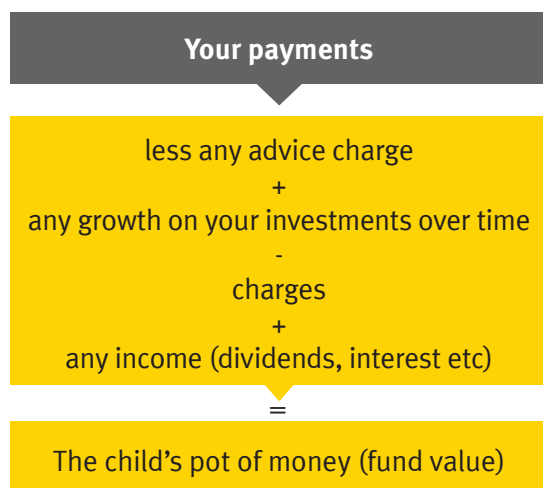 Your payments
less any advice charge
+
any growth on your investments over time
-
charges
+
any income (dividends, interest etc)
=
The child's pot of money (fund value)